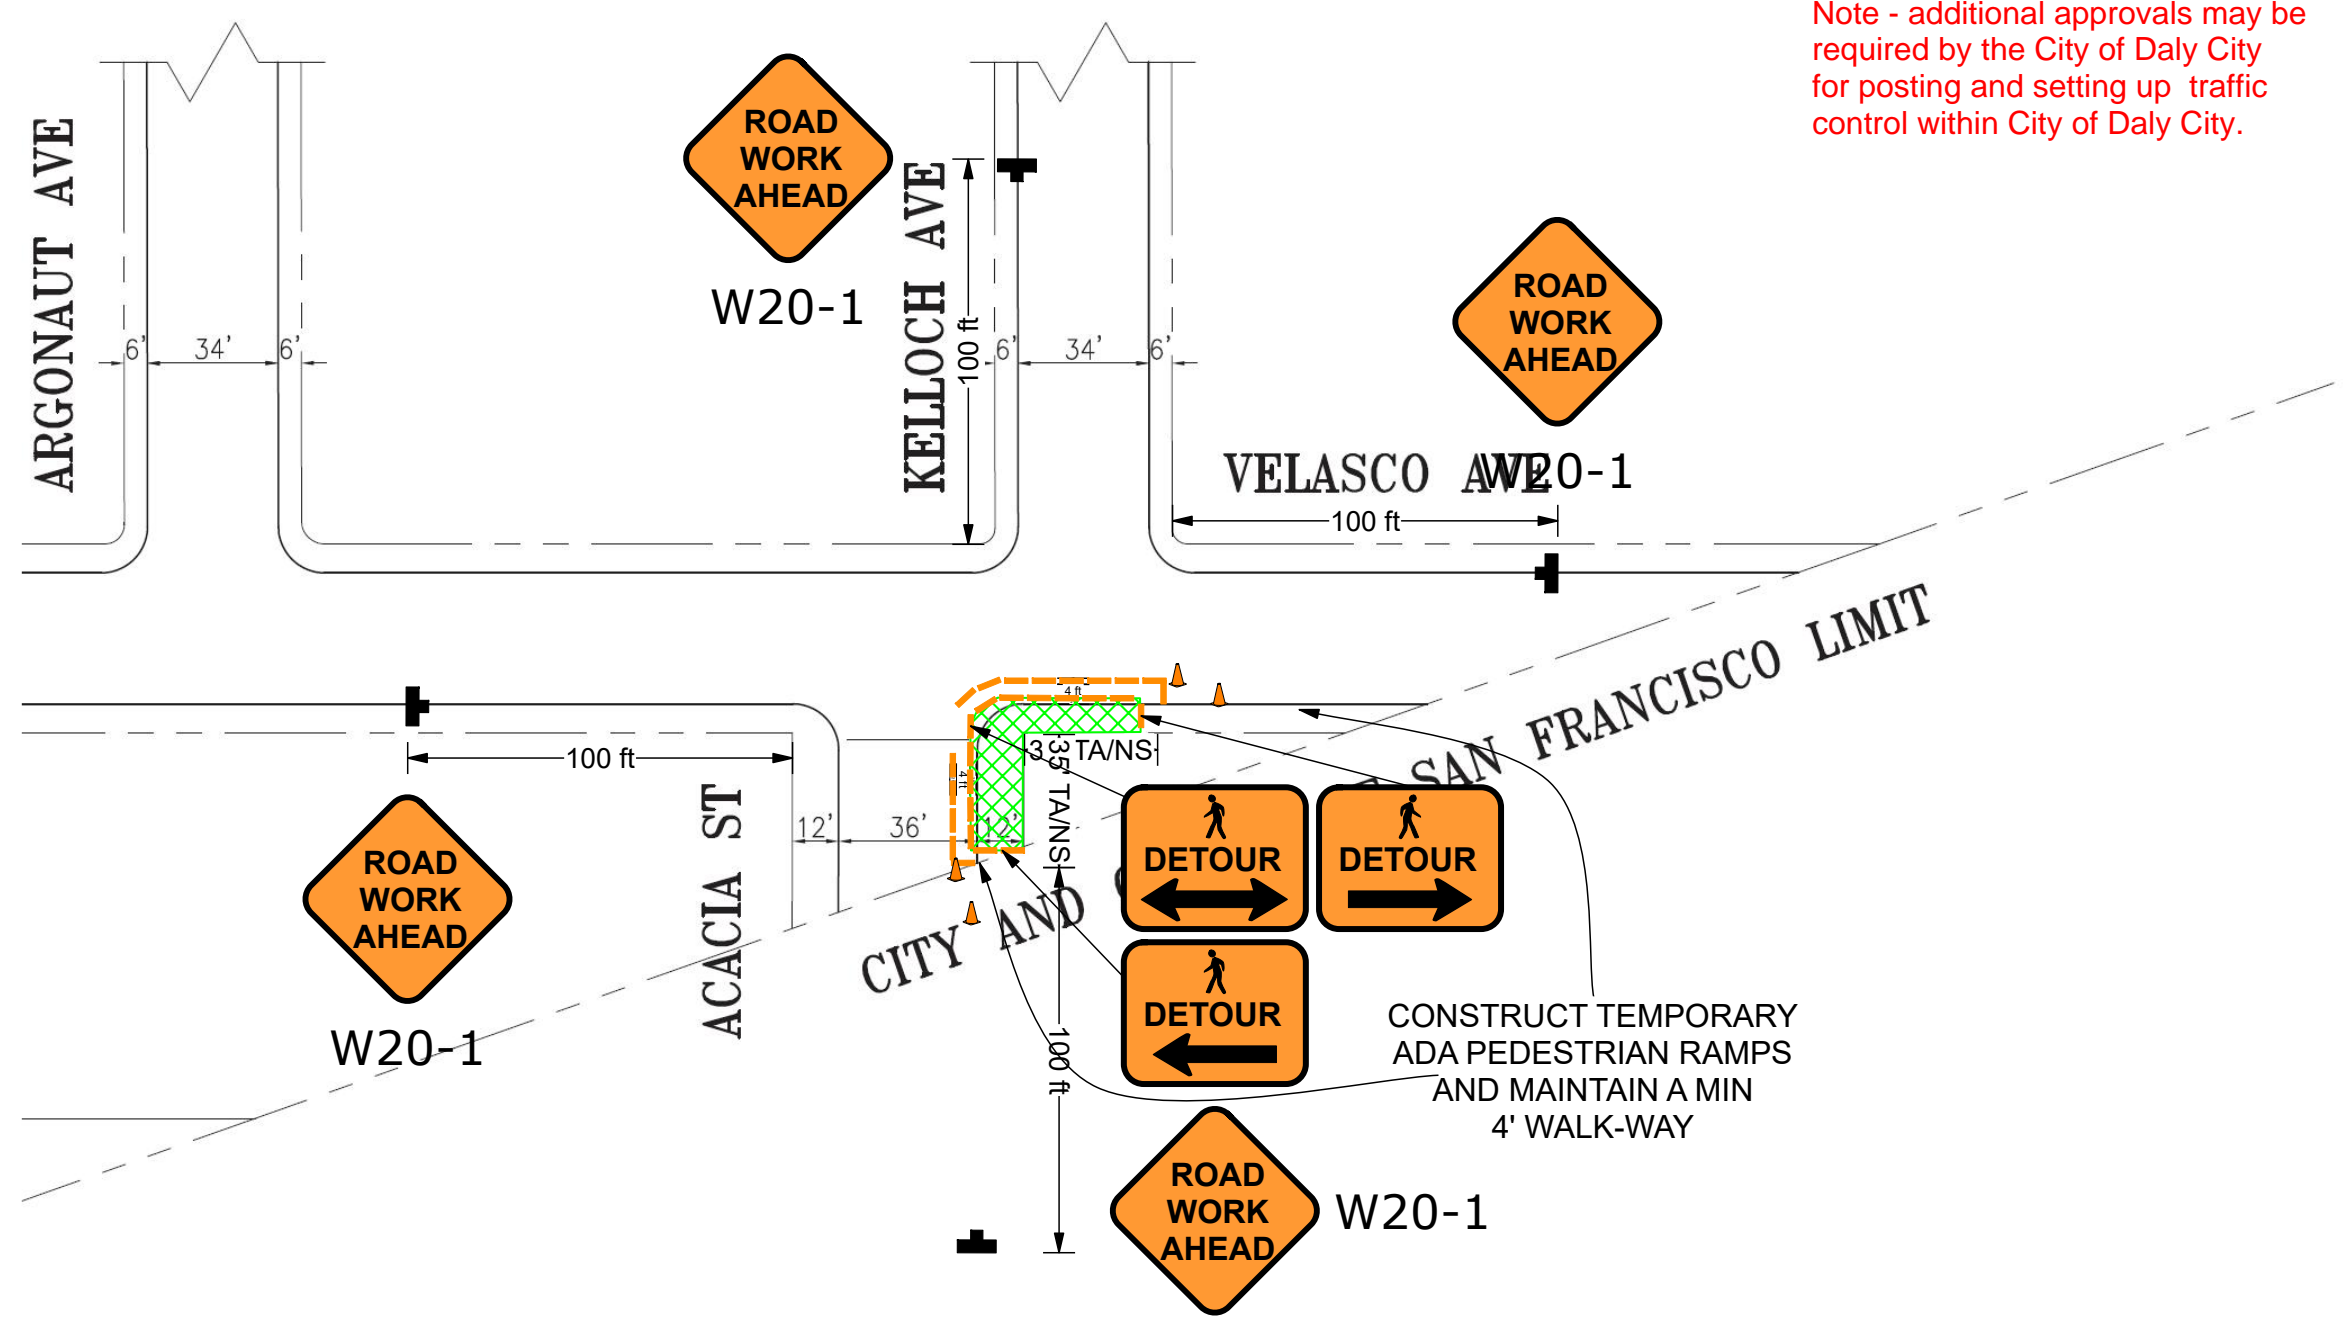 Note - additional approvals may be
required by the City of Daly City
for posting and setting up traffic
control within City of Daly City.
ROAD
WORK
AHEAD
W20-1
ARGONAUT AVE
6'
34'
6'
KELLOCH AVE
100 ft
6'
34'
6'
ROAD
WORK
AHEAD
W20-1
VELASCO AVE
100 ft
4 ft
TA/NS
35' TA/NS
4 ft
100 ft
ROAD
WORK
AHEAD
W20-1
ACACIA ST
12'
36'
12'
CITY AND
SAN FRANCISCO LIMIT
DETOUR
DETOUR
DETOUR
100 ft
CONSTRUCT TEMPORARY
ADA PEDESTRIAN RAMPS
AND MAINTAIN A MIN
4' WALK-WAY
ROAD
WORK
AHEAD
W20-1